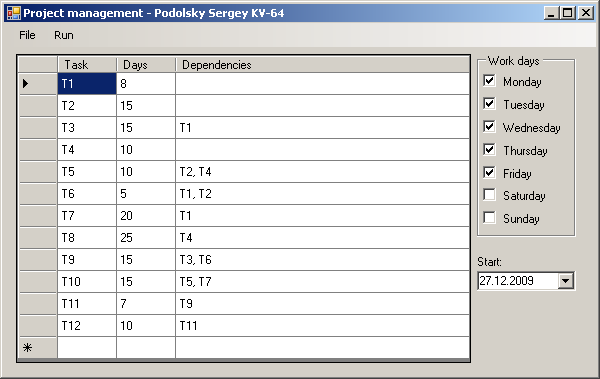 Project management - Podolsky Sergey KV-64
File Run
Task Days Dependencies
T1 8
T2 15
T3 15 T1
T4 10
T5 10 T2, T4
T6 5 T1, T2
T7 20 T1
T8 25 T4
T9 15 T3, T6
T10 15 T5, T7
T11 7 T9
T12 10 T11
Work days
Monday
Tuesday
Wednesday
Thursday
Friday
Saturday
Sunday
Start:
27.12.2009